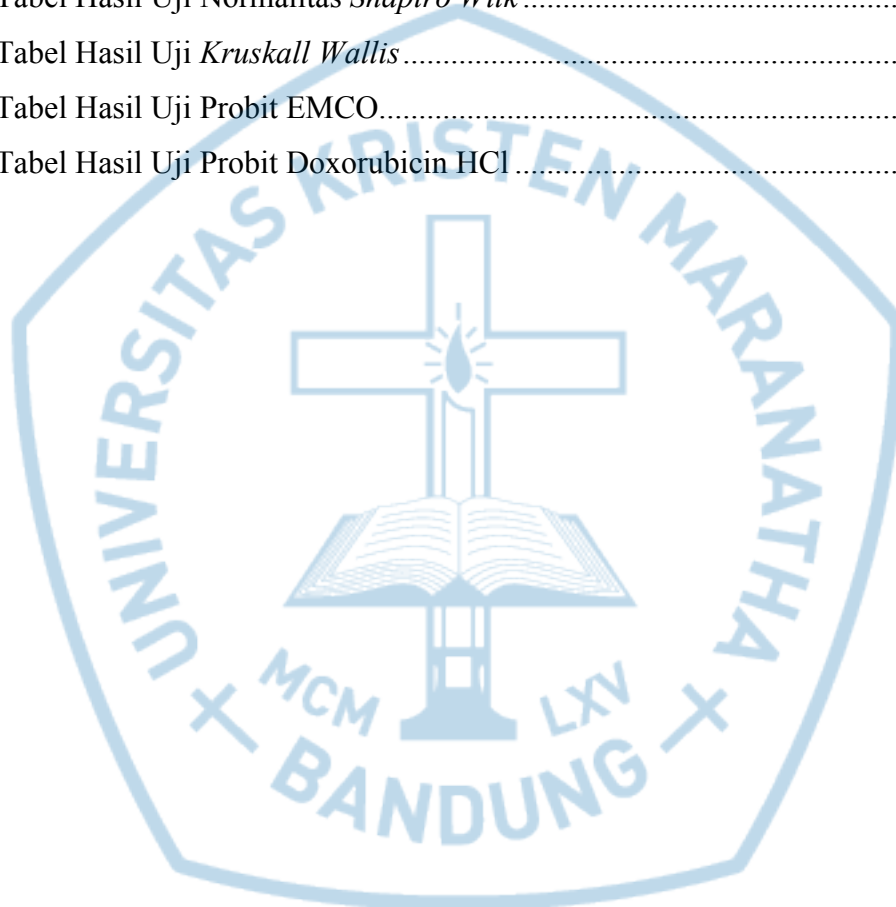 Tabel Hasil Uji Normalitas Shapiro Wilk ................................................
Tabel Hasil Uji Kruskall Wallis ................................................................
Tabel Hasil Uji Probit EMCO....................................................................
Tabel Hasil Uji Probit Doxorubicin HCl ..................................................
UNIVERSITAS KRISTEN MARANATHA
MCM LXV
+ BANDUNG +